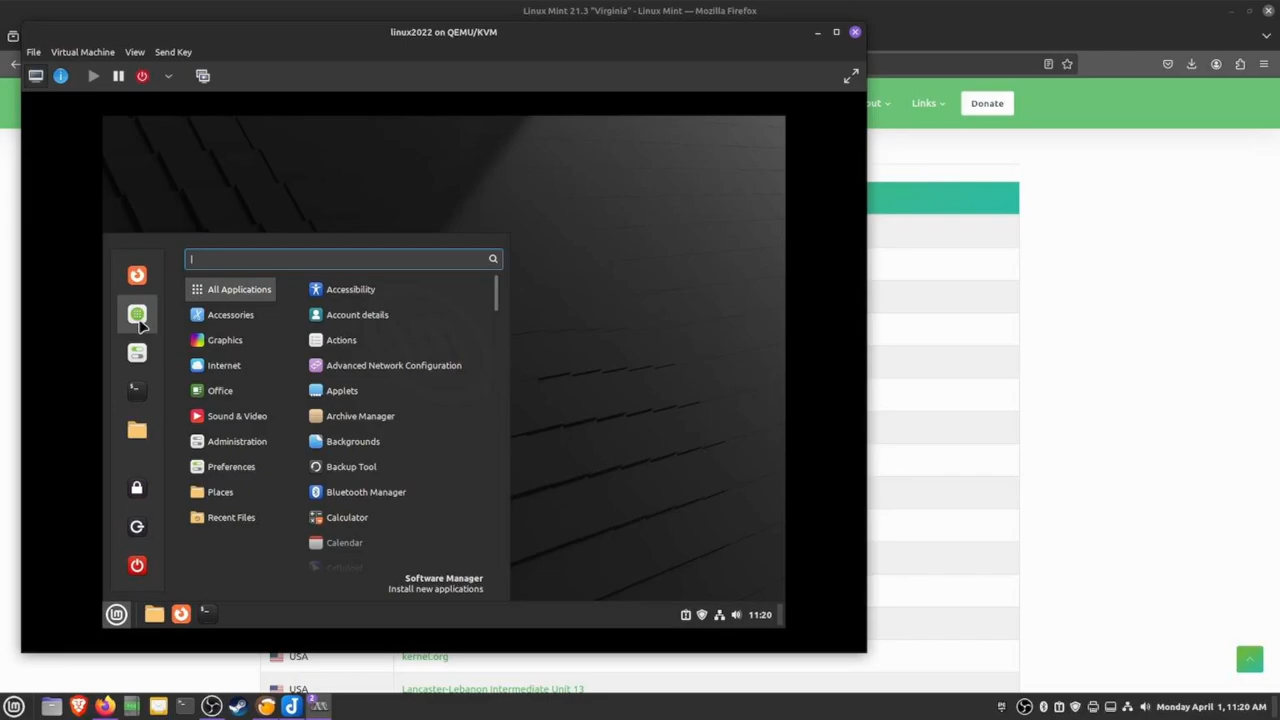 Linux Mint 21.3 "Virginia" - Linux Mint — Mozilla Firefox
linux2022 on QEMU/KVM
File Virtual Machine View Send Key
Links
Donate
All Applications
Accessories
Graphics
Internet
Office
Sound & Video
Administration
Preferences
Places
Recent Files
Accessibility
Account details
Actions
Advanced Network Configuration
Applets
Archive Manager
Backgrounds
Backup Tool
Bluetooth Manager
Calculator
Calendar
Celluloid
Software Manager
Install new applications
11:20
USA kernel.org
USA Lancaster-Lebanon Intermediate Unit 13
Monday April 1, 11:20 AM